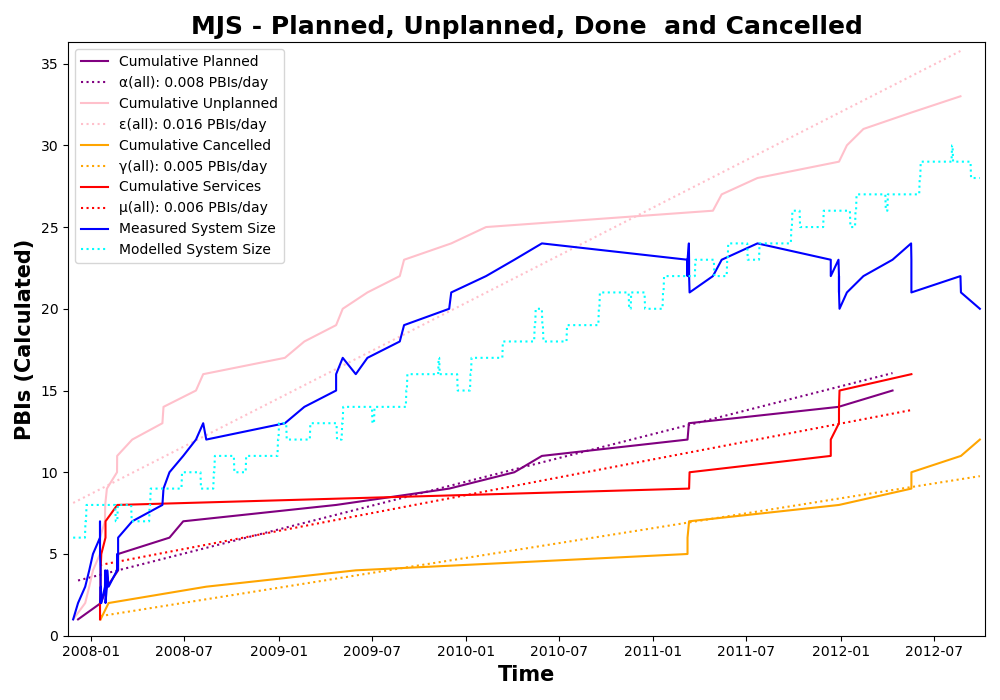 MJS - Planned, Unplanned, Done  and Cancelled
Cumulative Planned
α(all): 0.008 PBIs/day
Cumulative Unplanned
ε(all): 0.016 PBIs/day
Cumulative Cancelled
γ(all): 0.005 PBIs/day
Cumulative Services
μ(all): 0.006 PBIs/day
Measured System Size
Modelled System Size
PBIs (Calculated)
35
30
25
20
15
10
5
0
2008-01 2008-07 2009-01 2009-07 2010-01 2010-07 2011-01 2011-07 2012-01 2012-07
Time